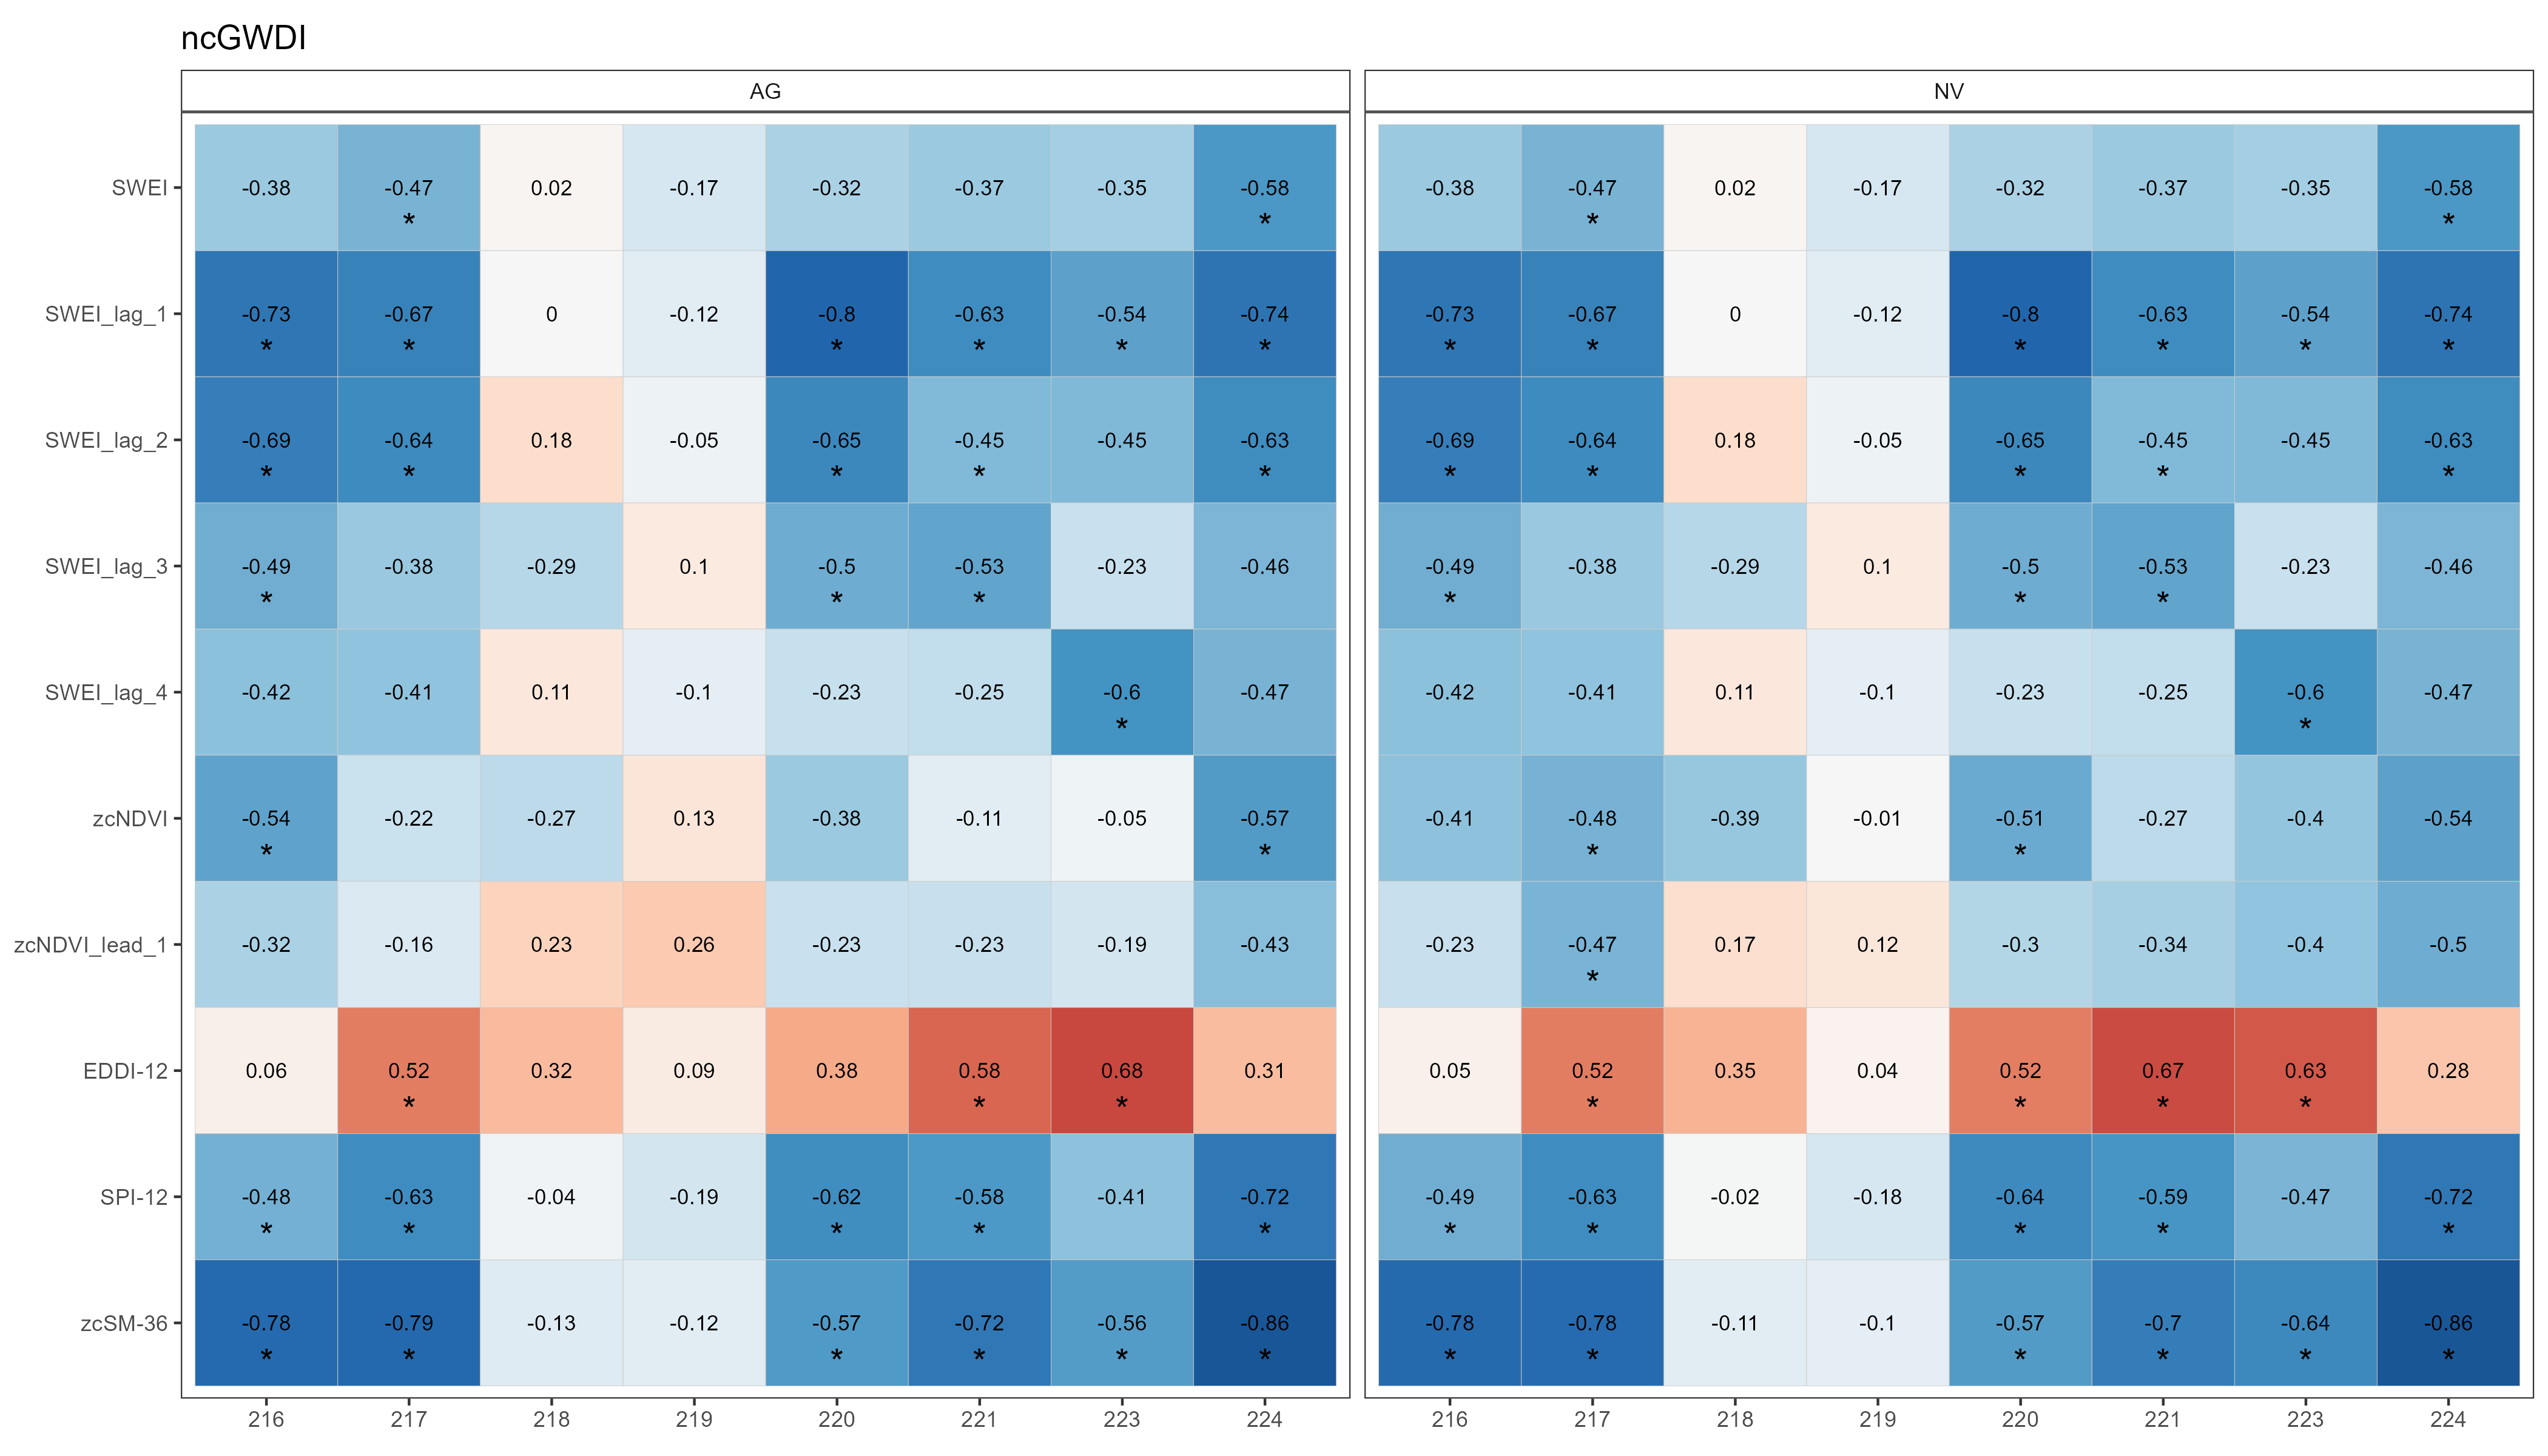 ncGWDI
AG NV
SWEI -0.38 -0.47 0.02 -0.17 -0.32 -0.37 -0.35 -0.58 -0.38 -0.47 0.02 -0.17 -0.32 -0.37 -0.35 -0.58
* * * *
SWEI_lag_1 -0.73 -0.67 0 -0.12 -0.8 -0.63 -0.54 -0.74 -0.73 -0.67 0 -0.12 -0.8 -0.63 -0.54 -0.74
* * * * * * * * * * * *
SWEI_lag_2 -0.69 -0.64 0.18 -0.05 -0.65 -0.45 -0.45 -0.63 -0.69 -0.64 0.18 -0.05 -0.65 -0.45 -0.45 -0.63
* * * * * * * * * *
SWEI_lag_3 -0.49 -0.38 -0.29 0.1 -0.5 -0.53 -0.23 -0.46 -0.49 -0.38 -0.29 0.1 -0.5 -0.53 -0.23 -0.46
* * * * * *
SWEI_lag_4 -0.42 -0.41 0.11 -0.1 -0.23 -0.25 -0.6 -0.47 -0.42 -0.41 0.11 -0.1 -0.23 -0.25 -0.6 -0.47
* *
zcNDVI -0.54 -0.22 -0.27 0.13 -0.38 -0.11 -0.05 -0.57 -0.41 -0.48 -0.39 -0.01 -0.51 -0.27 -0.4 -0.54
* * * *
zcNDVI_lead_1 -0.32 -0.16 0.23 0.26 -0.23 -0.23 -0.19 -0.43 -0.23 -0.47 0.17 0.12 -0.3 -0.34 -0.4 -0.5
*
EDDI-12 0.06 0.52 0.32 0.09 0.38 0.58 0.68 0.31 0.05 0.52 0.35 0.04 0.52 0.67 0.63 0.28
* * * * * * *
SPI-12 -0.48 -0.63 -0.04 -0.19 -0.62 -0.58 -0.41 -0.72 -0.49 -0.63 -0.02 -0.18 -0.64 -0.59 -0.47 -0.72
* * * * * * * * * *
zcSM-36 -0.78 -0.79 -0.13 -0.12 -0.57 -0.72 -0.56 -0.86 -0.78 -0.78 -0.11 -0.1 -0.57 -0.7 -0.64 -0.86
* * * * * * * * * * * *
216 217 218 219 220 221 223 224 216 217 218 219 220 221 223 224